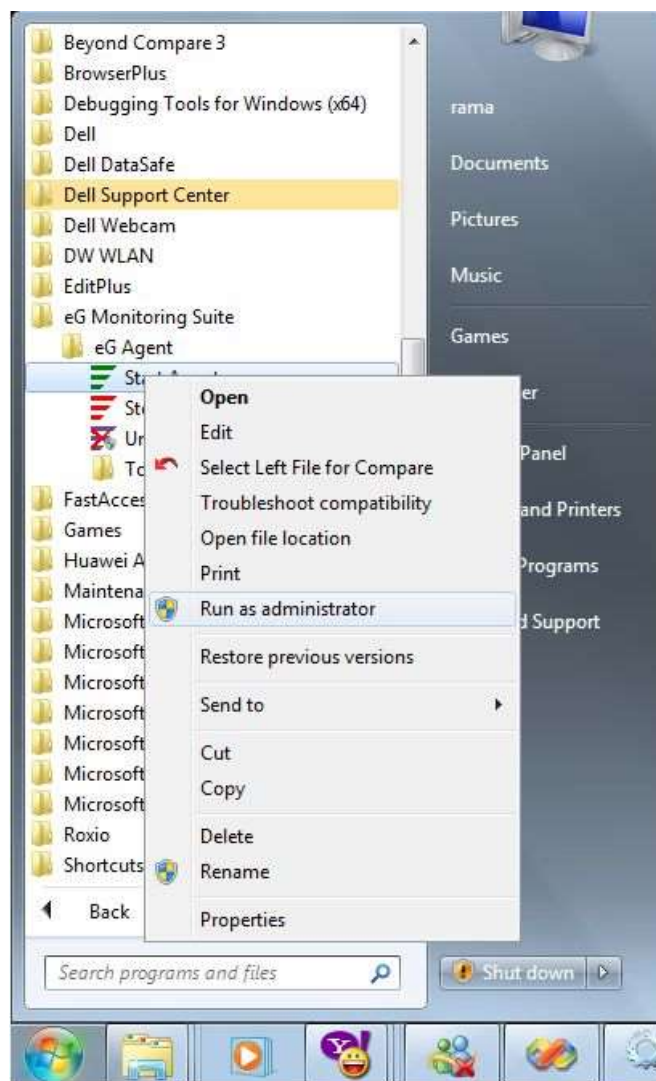 Beyond Compare 3
BrowserPlus
Debugging Tools for Windows (x64)
Dell
Dell DataSafe
Dell Support Center
Dell Webcam
DW WLAN
EditPlus
eG Monitoring Suite
eG Agent
FastAcces
Games
Huawei A
Maintena
Microsoft
Microsoft
Microsoft
Microsoft
Microsoft
Microsoft
Microsoft
Roxio
Shortcuts
Back
Search programs and files
Open
Edit
Select Left File for Compare
Troubleshoot compatibility
Open file location
Print
Run as administrator
Restore previous versions
Send to
Cut
Copy
Delete
Rename
Properties
rama
Documents
Pictures
Music
Games
er
Panel
and Printers
Programs
d Support
Shut down